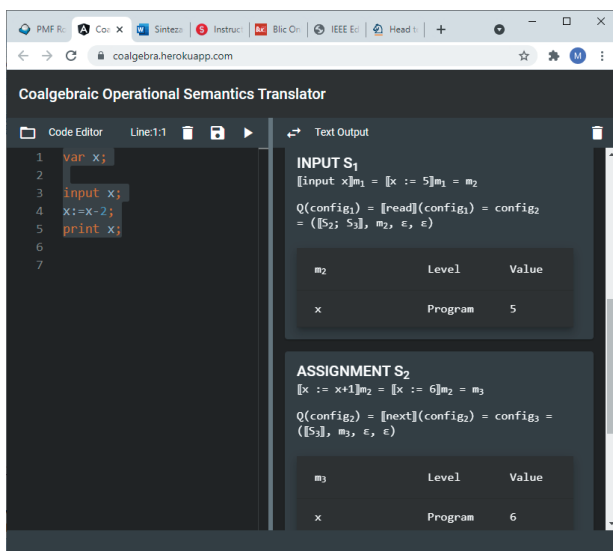 PMF Ro
Coa
Sinteza
Instruct
Blic On
IEEE Ed
Head t
coalgebra.herokuapp.com
M
Coalgebraic Operational Semantics Translator
Code Editor Line:1:1
Text Output
1 var x;
2
3 input x;
4 x:=x-2;
5 print x;
6
7
INPUT S₁
⟦input x⟧m₁ = ⟦x := 5⟧m₁ = m₂
Q(config₁) = ⟦read⟧(config₁) = config₂
= (⟦S₂; S₃⟧, m₂, ε, ε)
m₂ Level Value
x Program 5
ASSIGNMENT S₂
⟦x := x+1⟧m₂ = ⟦x := 6⟧m₂ = m₃
Q(config₂) = ⟦next⟧(config₂) = config₃ =
(⟦S₃⟧, m₃, ε, ε)
m₃ Level Value
x Program 6